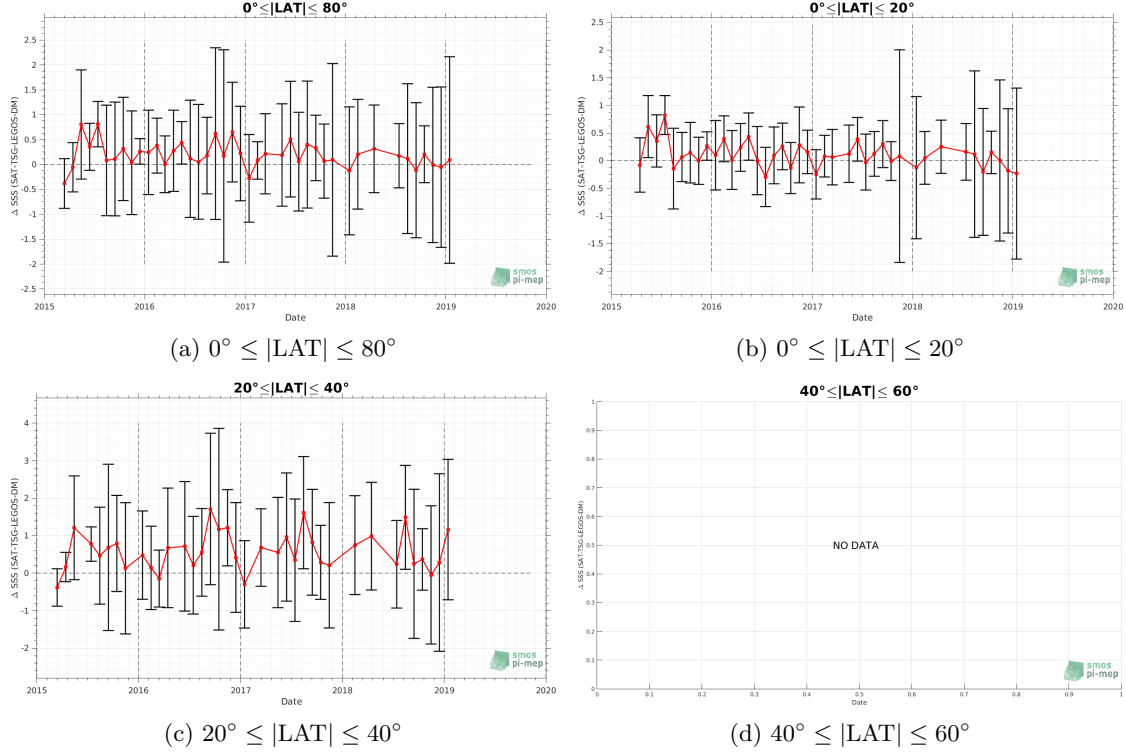 0°≤|LAT|≤ 80°
Δ SSS (SAT-TSG-LEGOS-DM)
2.5
2
1.5
1
0.5
0
-0.5
-1
-1.5
-2
-2.5
2015 2016 2017 2018 2019 2020
Date
smos
pi-mep
(a) 0° ≤ |LAT| ≤ 80°
0°≤|LAT|≤ 20°
Δ SSS (SAT-TSG-LEGOS-DM)
2.5
2
1.5
1
0.5
0
-0.5
-1
-1.5
-2
2015 2016 2017 2018 2019 2020
Date
smos
pi-mep
(b) 0° ≤ |LAT| ≤ 20°
20°≤|LAT|≤ 40°
Δ SSS (SAT-TSG-LEGOS-DM)
4
3
2
1
0
-1
-2
2015 2016 2017 2018 2019 2020
Date
smos
pi-mep
(c) 20° ≤ |LAT| ≤ 40°
40°≤|LAT|≤ 60°
Δ SSS (SAT-TSG-LEGOS-DM)
1
0.9
0.8
0.7
0.6
0.5
0.4
0.3
0.2
0.1
0
NO DATA
0 0.1 0.2 0.3 0.4 0.5 0.6 0.7 0.8 0.9 1
Date
smos
pi-mep
(d) 40° ≤ |LAT| ≤ 60°